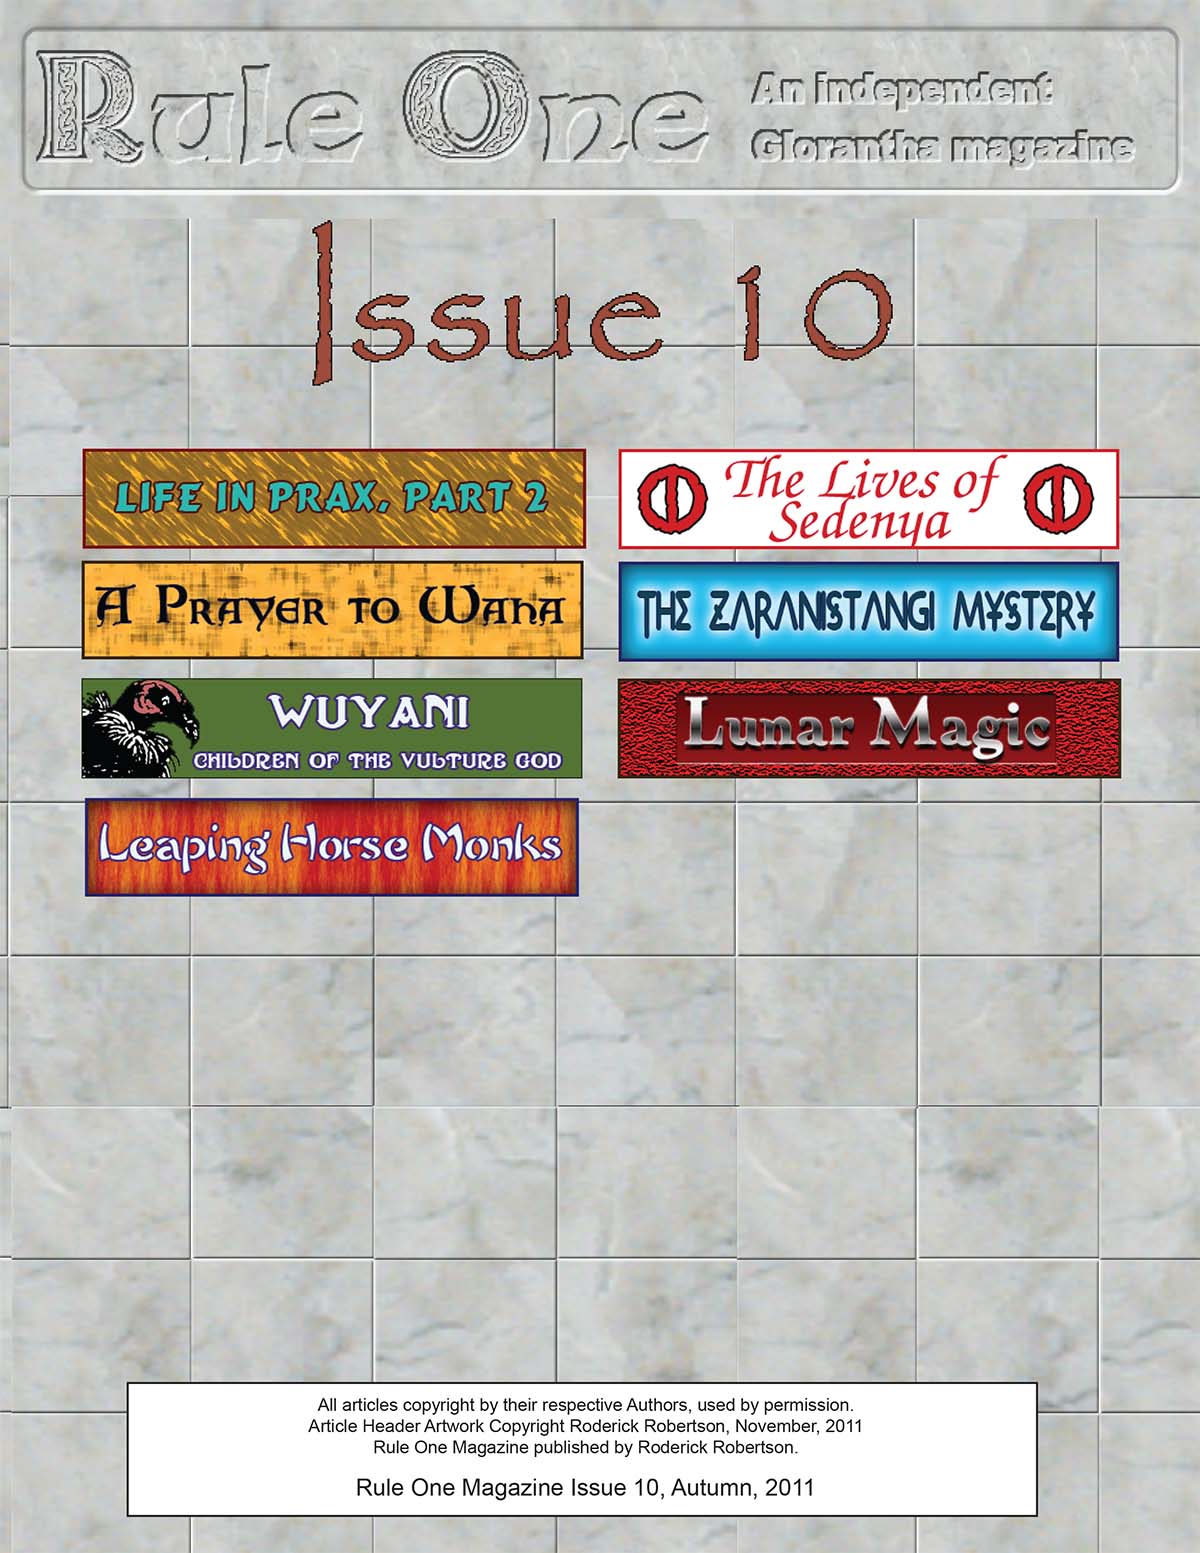 Rule One
An independent
Glorantha magazine
Issue 10
LIFE IN PRAX, PART 2
A Prayer to Waha
WUYANI
CHILDREN OF THE VULTURE GOD
Leaping Horse Monks
The Lives of
Sedenya
THE ZARANISTANGI MYSTERY
Lunar Magic
All articles copyright by their respective Authors, used by permission.
Article Header Artwork Copyright Roderick Robertson, November, 2011
Rule One Magazine published by Roderick Robertson.
Rule One Magazine Issue 10, Autumn, 2011